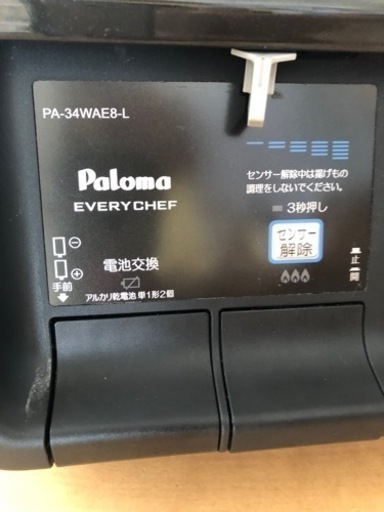 PA-34WAE8-L
Paloma
EVERYCHEF
センサー解除中は揚げもの
調理をしないでください。
3秒押し
センサー
解除
電池交換
アルカリ乾電池 単1形2個
手前
止
開